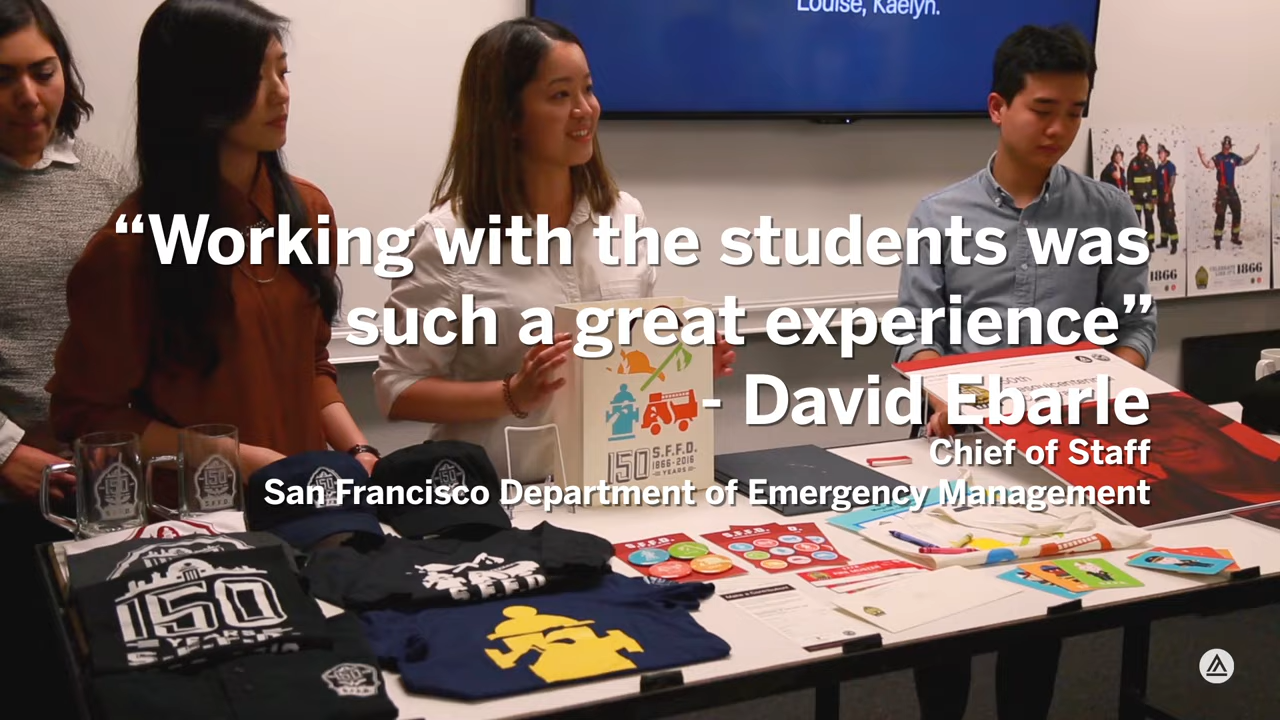 Louise, Kaelyn.
“Working with the students was
such a great experience”
- David Ebarle
Chief of Staff
San Francisco Department of Emergency Management
1866
1866
150
S.F.F.D.
1866-2016
YEARS
150
YEARS
S.F.F.D.